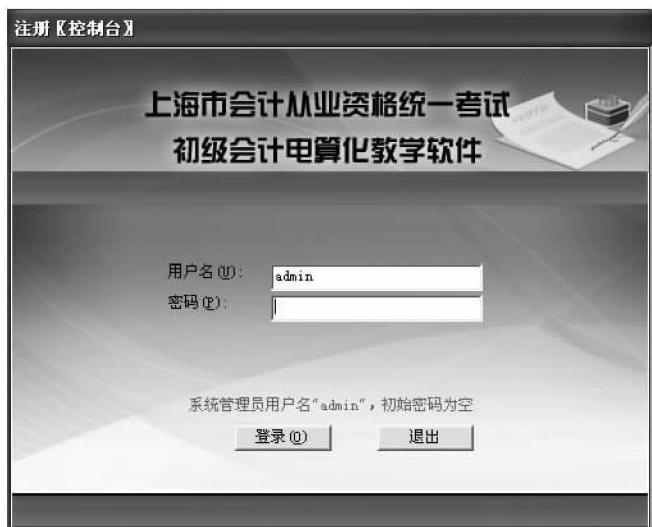 注册〖控制台〗
上海市会计从业资格统一考试
初级会计电算化教学软件
用户名(U):
admin
密码(P):
系统管理员用户名"admin"，初始密码为空
登录(O)
退出